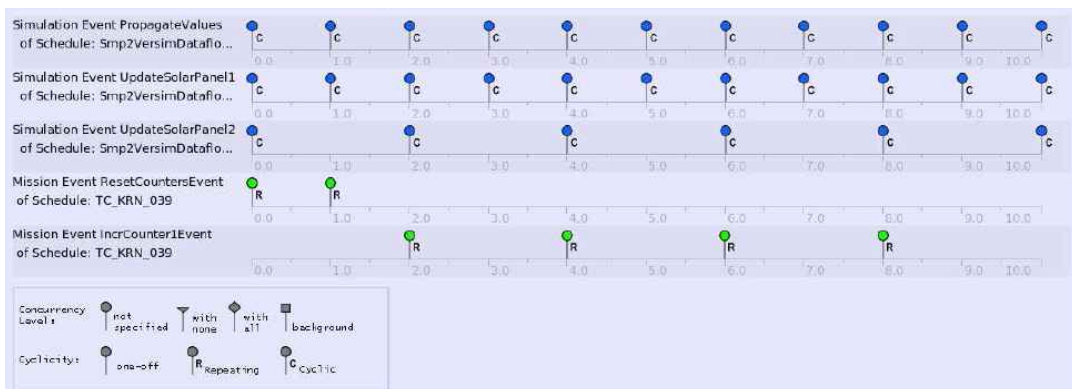 Simulation Event PropagateValues
of Schedule: Smp2VersimDataflo...
C C C C C C C C C C C
0.0 1.0 2.0 3.0 4.0 5.0 6.0 7.0 8.0 9.0 10.0
Simulation Event UpdateSolarPanel1
of Schedule: Smp2VersimDataflo...
C C C C C C C C C C C
0.0 1.0 2.0 3.0 4.0 5.0 6.0 7.0 8.0 9.0 10.0
Simulation Event UpdateSolarPanel2
of Schedule: Smp2VersimDataflo...
C C C C C C
0.0 1.0 2.0 3.0 4.0 5.0 6.0 7.0 8.0 9.0 10.0
Mission Event ResetCountersEvent
of Schedule: TC_KRN_039
R R
0.0 1.0 2.0 3.0 4.0 5.0 6.0 7.0 8.0 9.0 10.0
Mission Event IncrCounter1Event
of Schedule: TC_KRN_039
R R R R
0.0 1.0 2.0 3.0 4.0 5.0 6.0 7.0 8.0 9.0 10.0
Concurrency
Level:
not
specified
with
none
with
all
background
Cyclicity:
one-off
R Repeating
C Cyclic